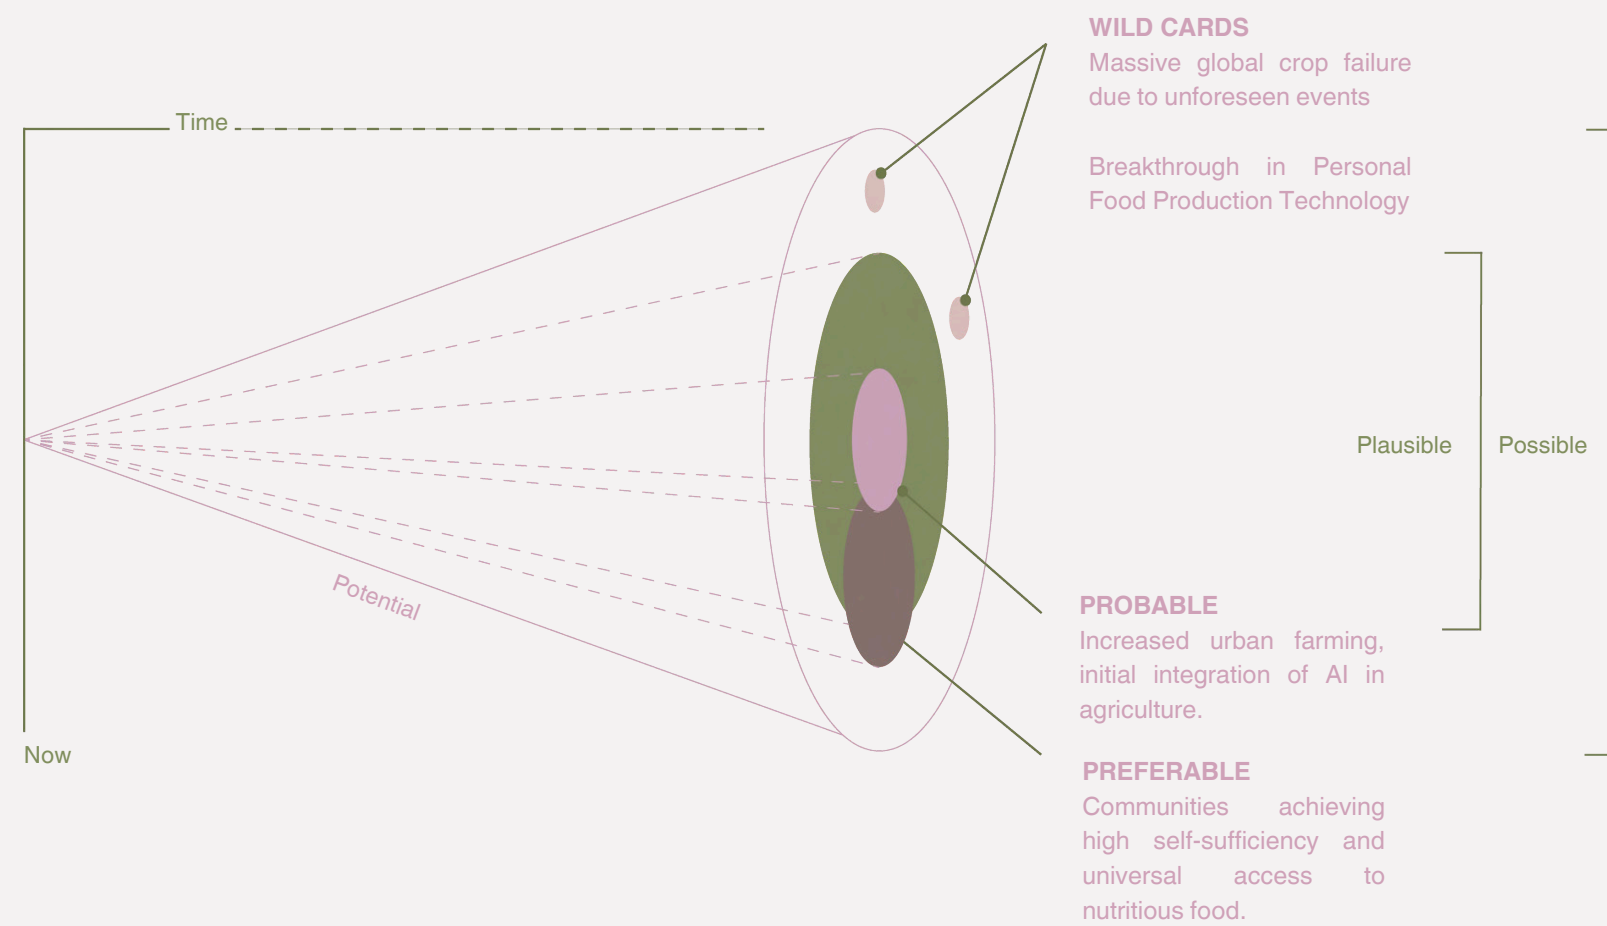 WILD CARDS
Massive global crop failure
due to unforeseen events
Time
Breakthrough in Personal
Food Production Technology
Plausible
Possible
Potential
PROBABLE
Increased urban farming,
initial integration of AI in
agriculture.
Now
PREFERABLE
Communities achieving
high self-sufficiency and
universal access to
nutritious food.